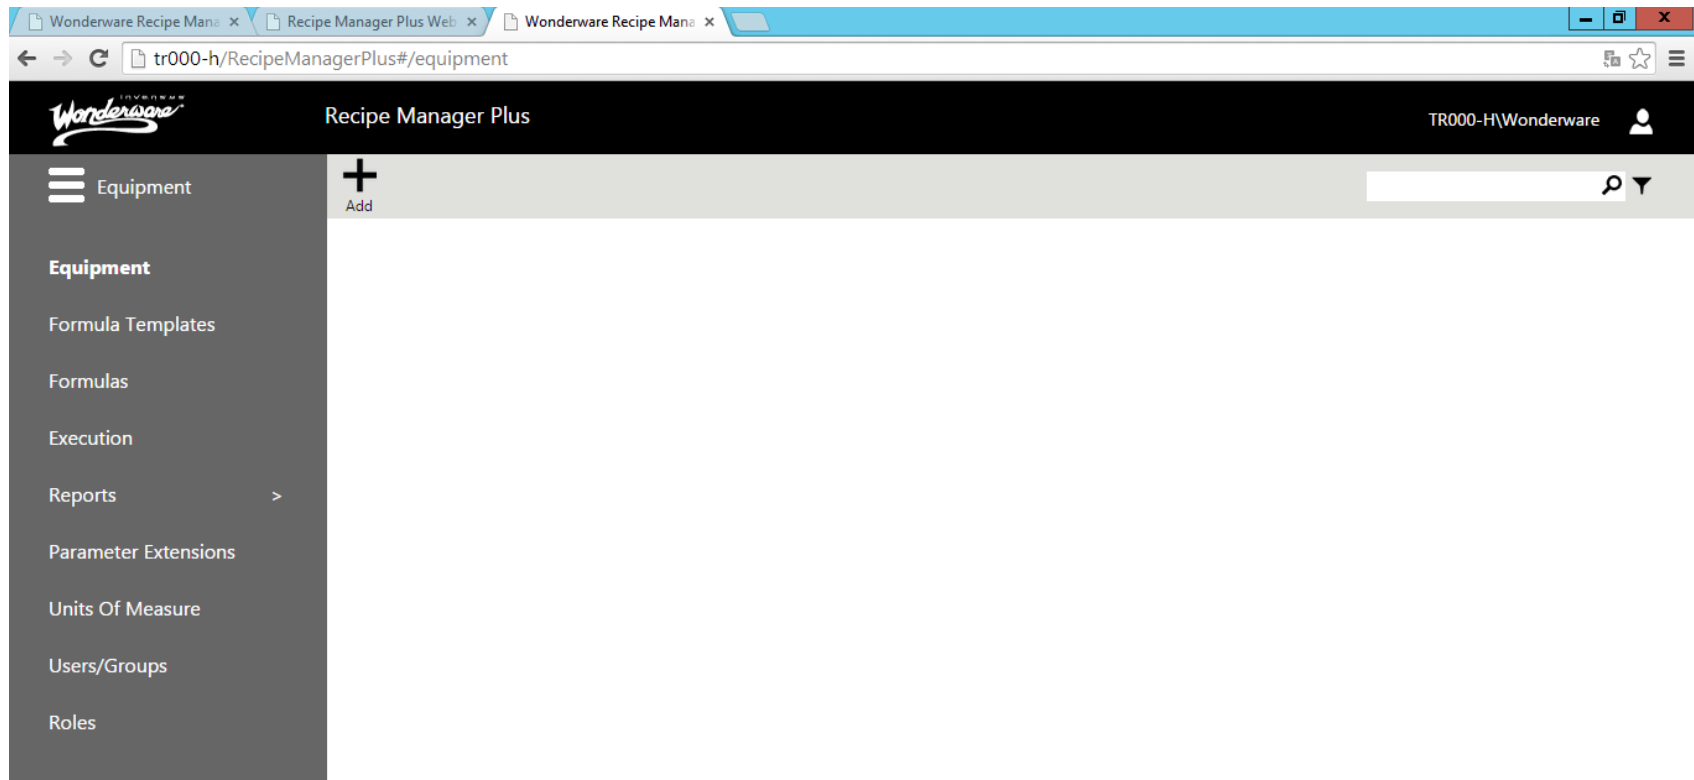 Wonderware Recipe Mana
Recipe Manager Plus Web
Wonderware Recipe Mana
tr000-h/RecipeManagerPlus#/equipment
invensys
Wonderware
Recipe Manager Plus
TR000-H\Wonderware
Equipment
Add
Equipment
Formula Templates
Formulas
Execution
Reports >
Parameter Extensions
Units Of Measure
Users/Groups
Roles